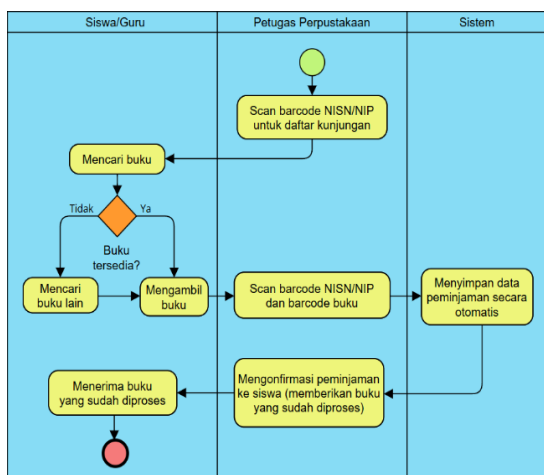 Siswa/Guru
Petugas Perpustakaan
Sistem
Scan barcode NISN/NIP
untuk daftar kunjungan
Mencari buku
Tidak
Ya
Buku
tersedia?
Mencari
buku lain
Mengambil
buku
Scan barcode NISN/NIP
dan barcode buku
Menyimpan data
peminjaman secara
otomatis
Mengonfirmasi peminjaman
ke siswa (memberikan buku
yang sudah diproses)
Menerima buku
yang sudah diproses